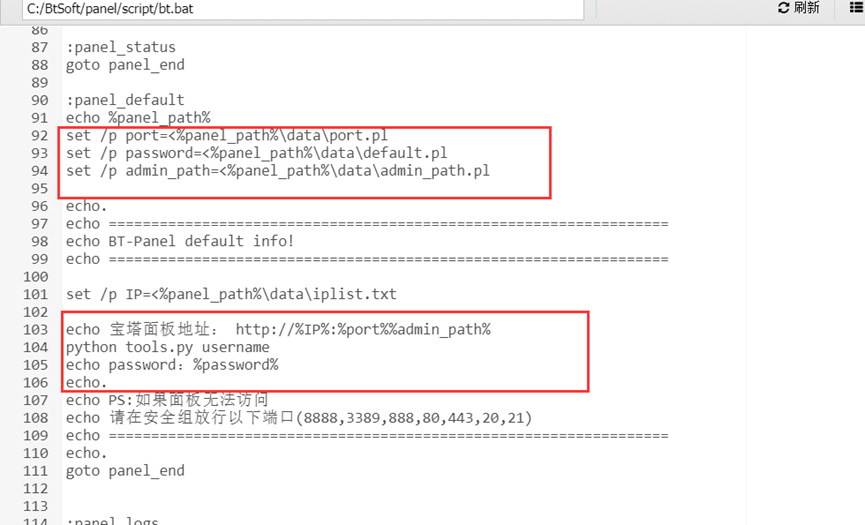 C:/BtSoft/panel/script/bt.bat
刷新
86
87 :panel_status
88 goto panel_end
89
90 :panel_default
91 echo %panel_path%
92 set /p port=<%panel_path%\data\port.pl
93 set /p password=<%panel_path%\data\default.pl
94 set /p admin_path=<%panel_path%\data\admin_path.pl
95
96 echo.
97 echo ==============================================================
98 echo BT-Panel default info!
99 echo ==============================================================
100
101 set /p IP=<%panel_path%\data\iplist.txt
102
103 echo 宝塔面板地址: http://%IP%:%port%%admin_path%
104 python tools.py username
105 echo password: %password%
106 echo.
107 echo PS:如果面板无法访问
108 echo 请在安全组放行以下端口(8888,3389,888,80,443,20,21)
109 echo ==============================================================
110 echo.
111 goto panel_end
112
113
114 :panel_logs